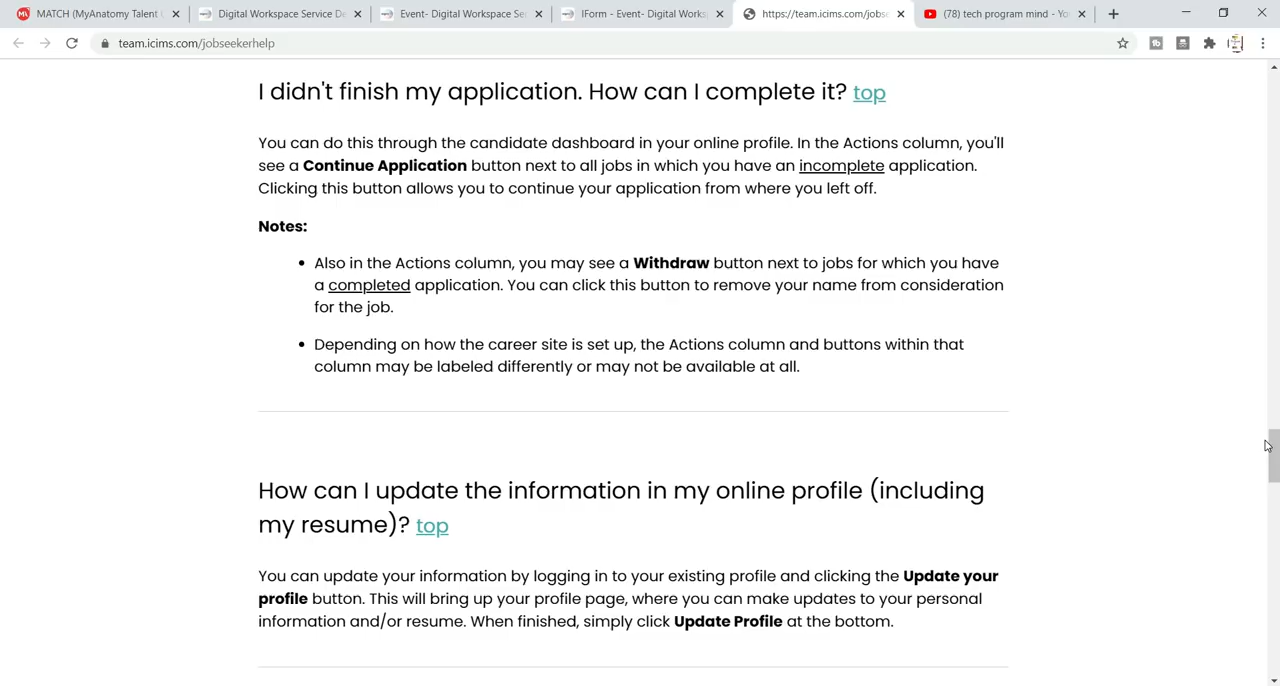 MATCH (MyAnatomy Talent
Digital Workspace Service De
Event- Digital Workspace Ser
IForm - Event- Digital Works
https://team.icims.com/jobse
(78) tech program mind - Yo
team.icims.com/jobseekerhelp
I didn't finish my application. How can I complete it? top
You can do this through the candidate dashboard in your online profile. In the Actions column, you'll
see a Continue Application button next to all jobs in which you have an incomplete application.
Clicking this button allows you to continue your application from where you left off.
Notes:
• Also in the Actions column, you may see a Withdraw button next to jobs for which you have
a completed application. You can click this button to remove your name from consideration
for the job.
• Depending on how the career site is set up, the Actions column and buttons within that
column may be labeled differently or may not be available at all.
How can I update the information in my online profile (including
my resume)? top
You can update your information by logging in to your existing profile and clicking the Update your
profile button. This will bring up your profile page, where you can make updates to your personal
information and/or resume. When finished, simply click Update Profile at the bottom.